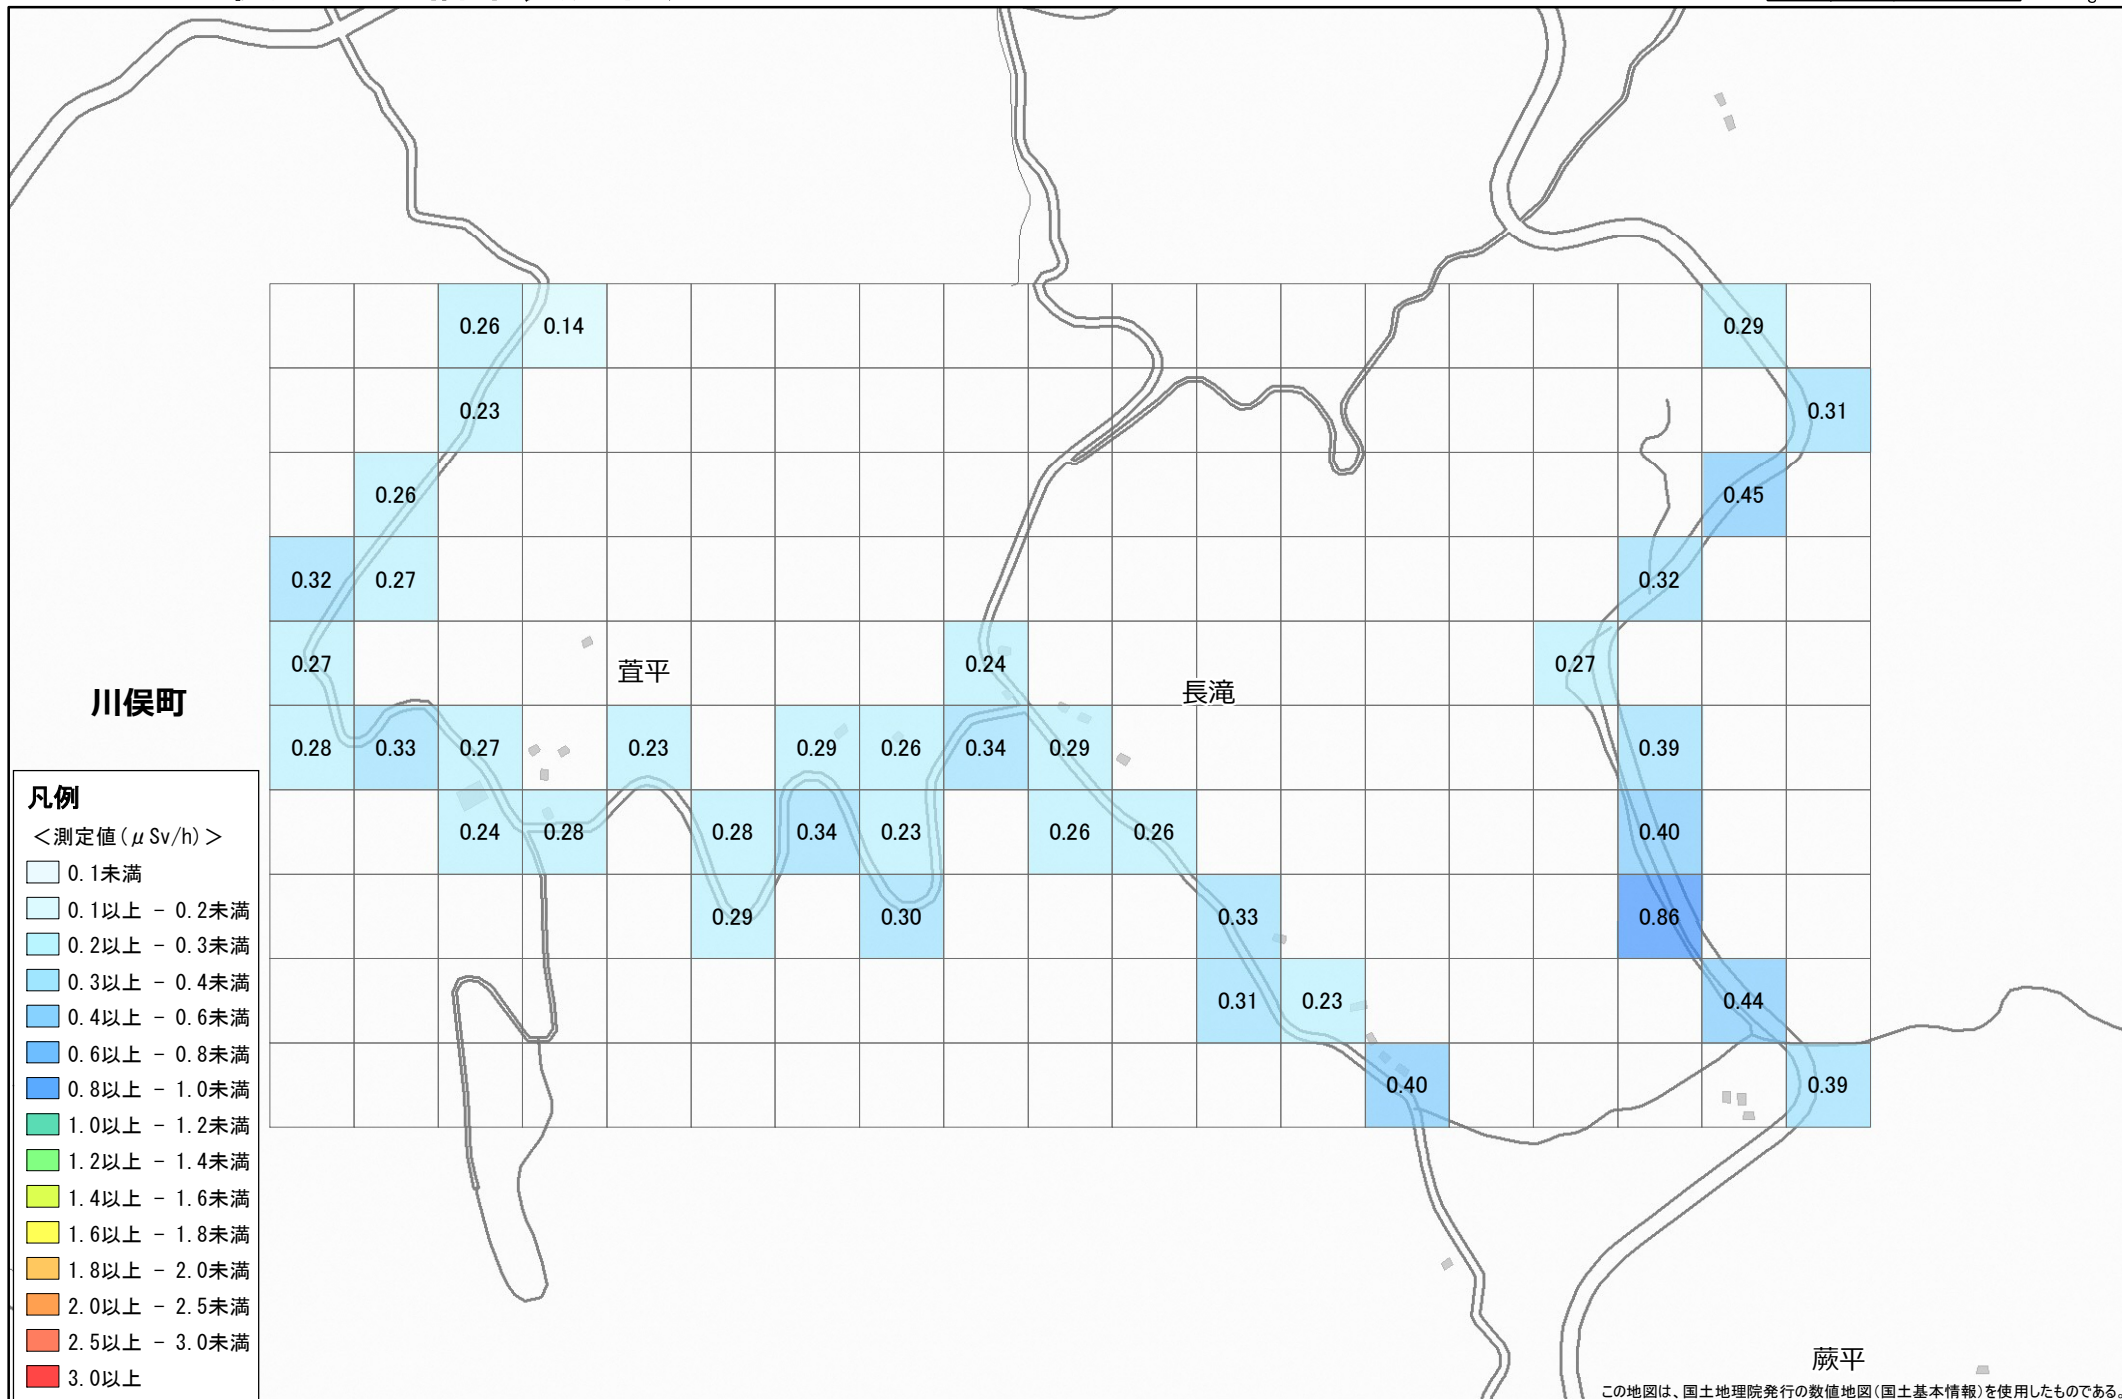 0.26 0.14 0.29
0.23 0.31
0.26 0.45
0.32 0.27 0.32
0.27 0.24 0.27
菅平
長滝
川俣町
0.28 0.33 0.27 0.23 0.29 0.26 0.34 0.29 0.39
0.24 0.28 0.28 0.34 0.23 0.26 0.26 0.40
0.29 0.30 0.33 0.86
0.31 0.23 0.44
0.40 0.39
凡例
＜測定値(μSv/h)＞
0.1未満
0.1以上 - 0.2未満
0.2以上 - 0.3未満
0.3以上 - 0.4未満
0.4以上 - 0.6未満
0.6以上 - 0.8未満
0.8以上 - 1.0未満
1.0以上 - 1.2未満
1.2以上 - 1.4未満
1.4以上 - 1.6未満
1.6以上 - 1.8未満
1.8以上 - 2.0未満
2.0以上 - 2.5未満
2.5以上 - 3.0未満
3.0以上
蕨平
この地図は、国土地理院発行の数値地図(国土基本情報)を使用したものである。